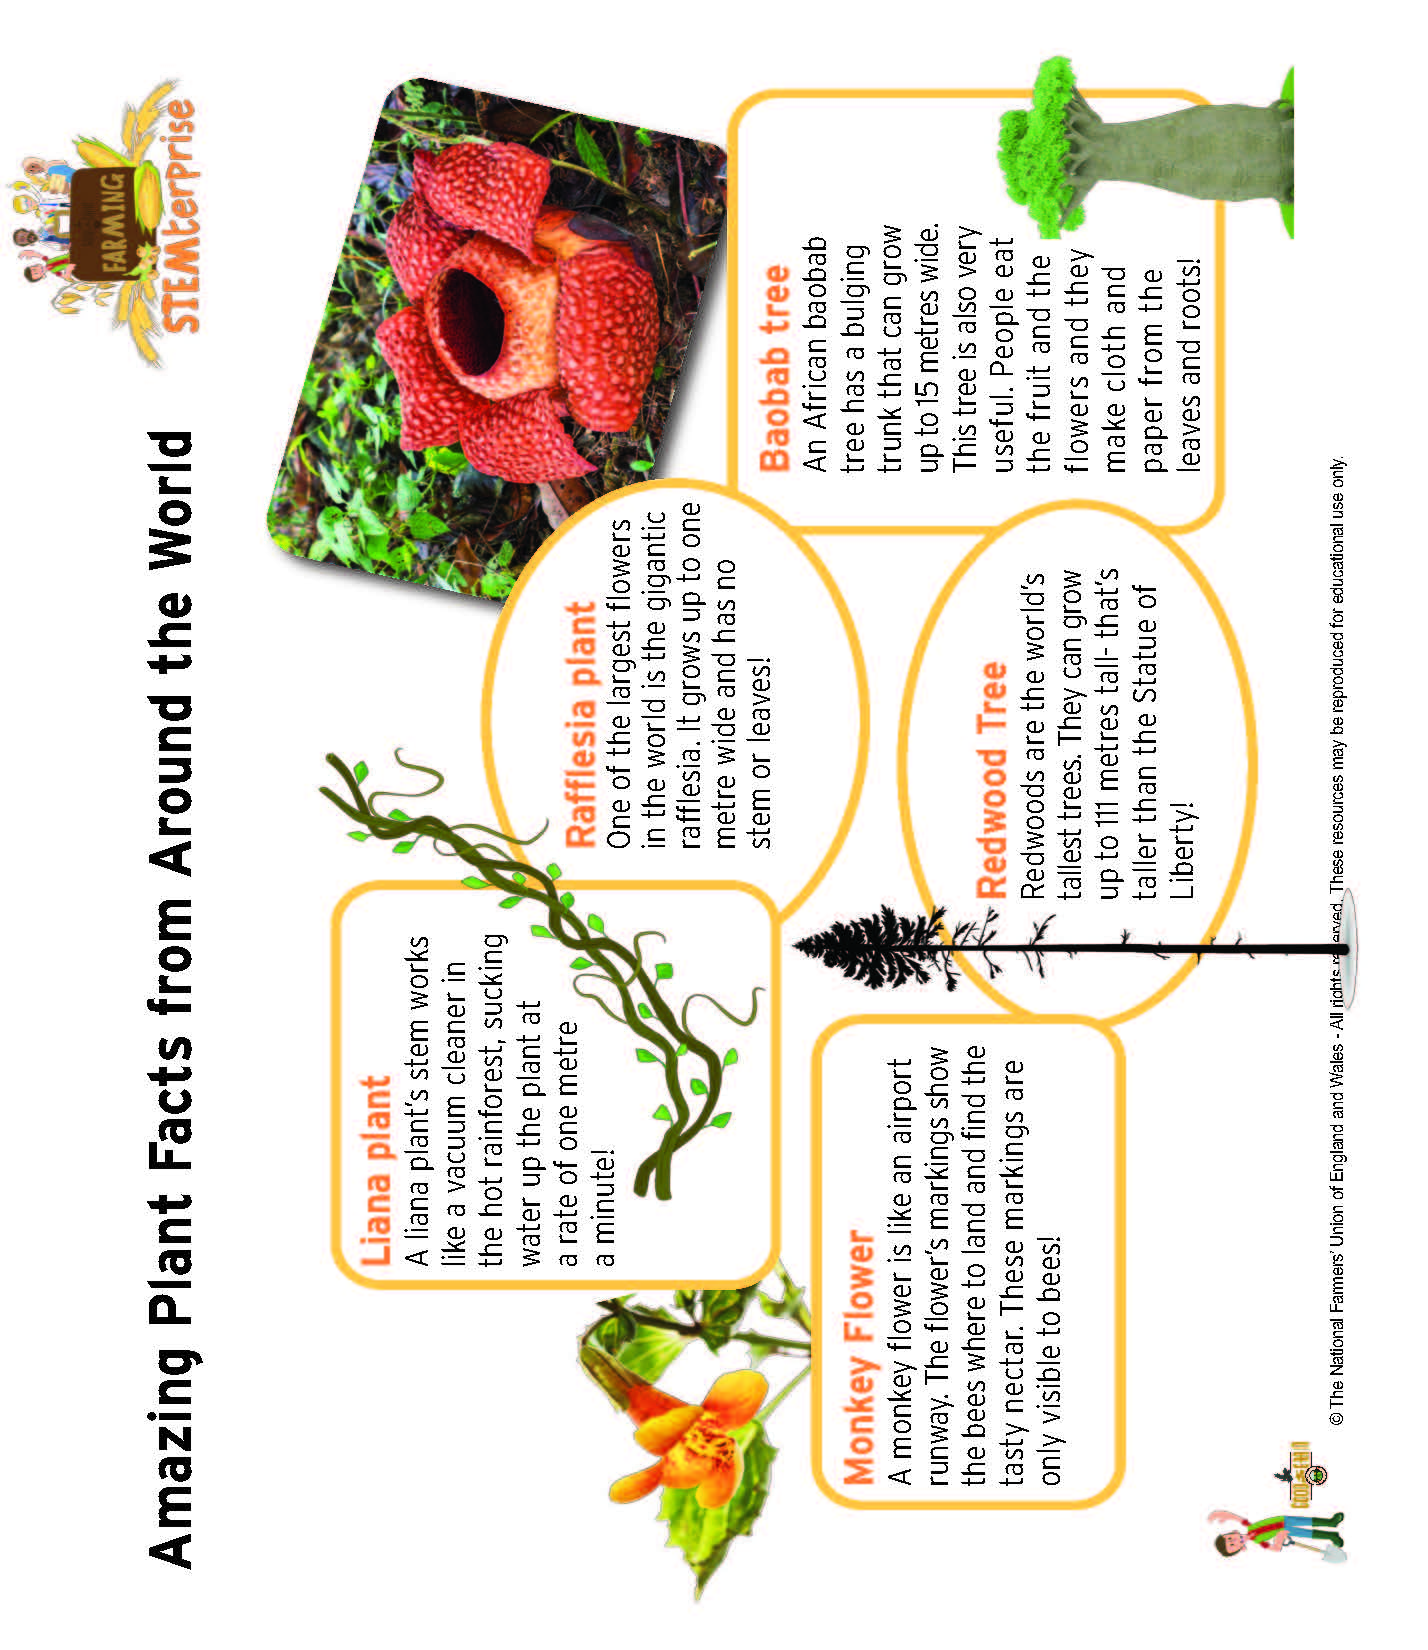 Amazing Plant Facts from Around the World
FARMING
STEMterprise
Liana plant
A liana plant's stem works
like a vacuum cleaner in
the hot rainforest, sucking
water up the plant at
a rate of one metre
a minute!
Rafflesia plant
One of the largest flowers
in the world is the gigantic
rafflesia. It grows up to one
metre wide and has no
stem or leaves!
Baobab tree
An African baobab
tree has a bulging
trunk that can grow
up to 15 metres wide.
This tree is also very
useful. People eat
the fruit and the
flowers and they
make cloth and
paper from the
leaves and roots!
Monkey Flower
A monkey flower is like an airport
runway. The flower's markings show
the bees where to land and find the
tasty nectar. These markings are
only visible to bees!
Redwood Tree
Redwoods are the world's
tallest trees. They can grow
up to 111 metres tall- that's
taller than the Statue of
Liberty!
© The National Farmers' Union of England and Wales - All rights reserved. These resources may be reproduced for educational use only.